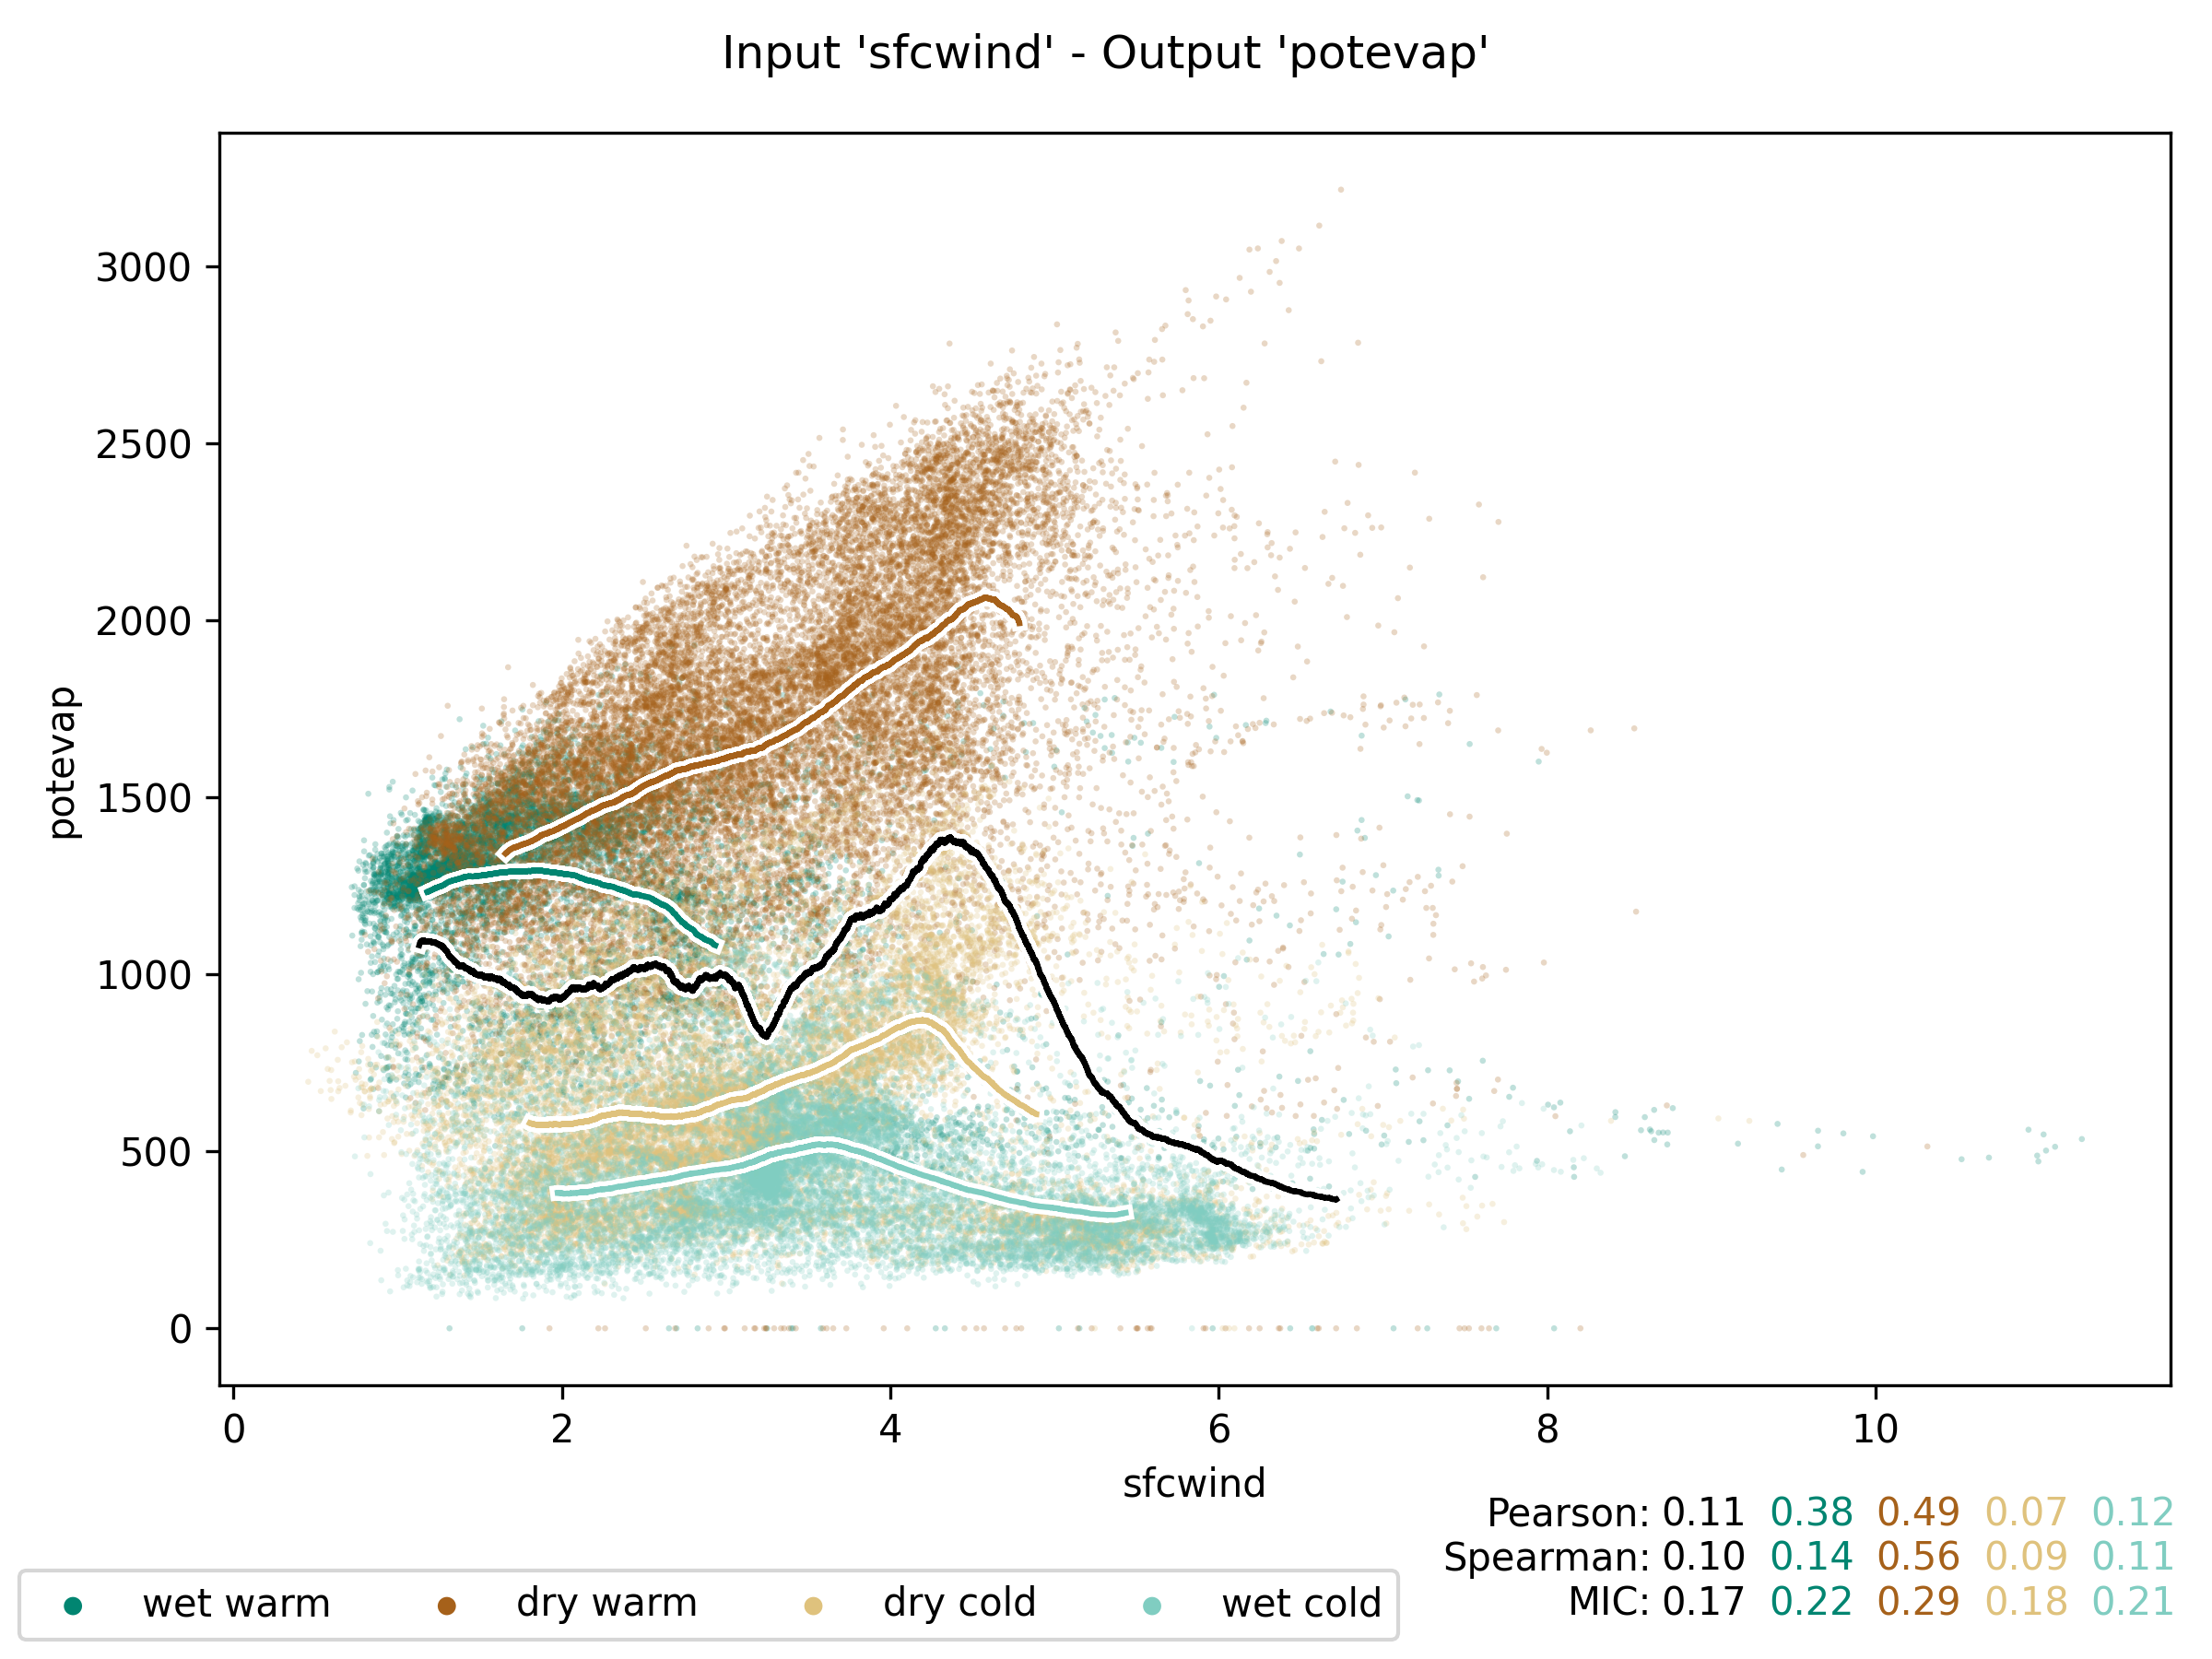 Input 'sfcwind' - Output 'potevap'
3000
2500
2000
1500
1000
500
0
potevap
0 2 4 6 8 10
sfcwind
Pearson: 0.11 0.38 0.49 0.07 0.12
Spearman: 0.10 0.14 0.56 0.09 0.11
MIC: 0.17 0.22 0.29 0.18 0.21
wet warm dry warm dry cold wet cold